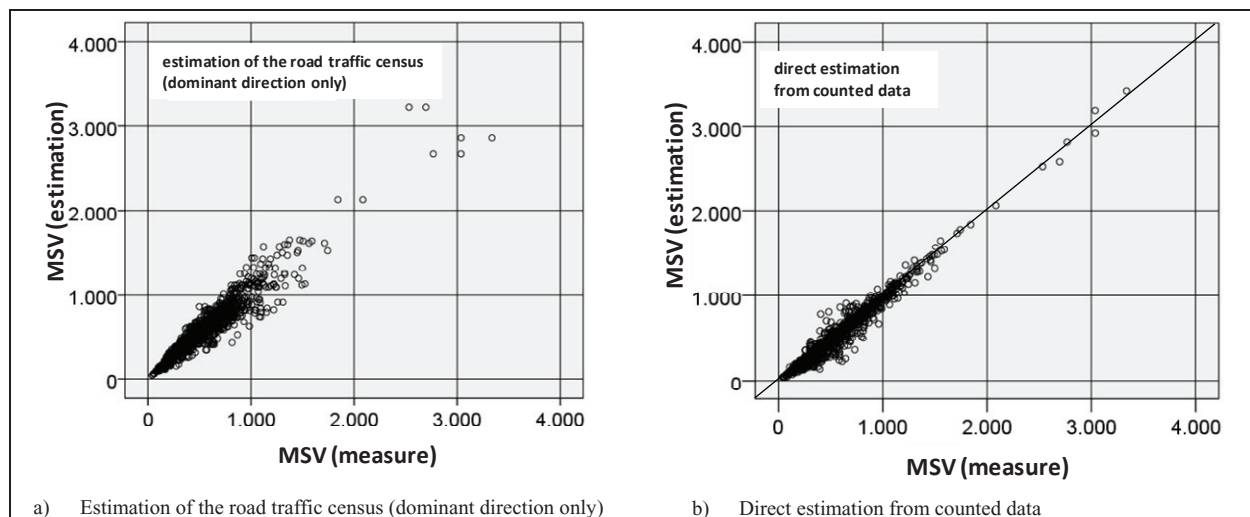 4.000
3.000
2.000
1.000
0
MSV (estimation)
estimation of the road traffic census
(dominant direction only)
0
1.000
2.000
3.000
4.000
MSV (measure)
a) Estimation of the road traffic census (dominant direction only)
4.000
3.000
2.000
1.000
0
MSV (estimation)
direct estimation
from counted data
0
1.000
2.000
3.000
4.000
MSV (measure)
b) Direct estimation from counted data